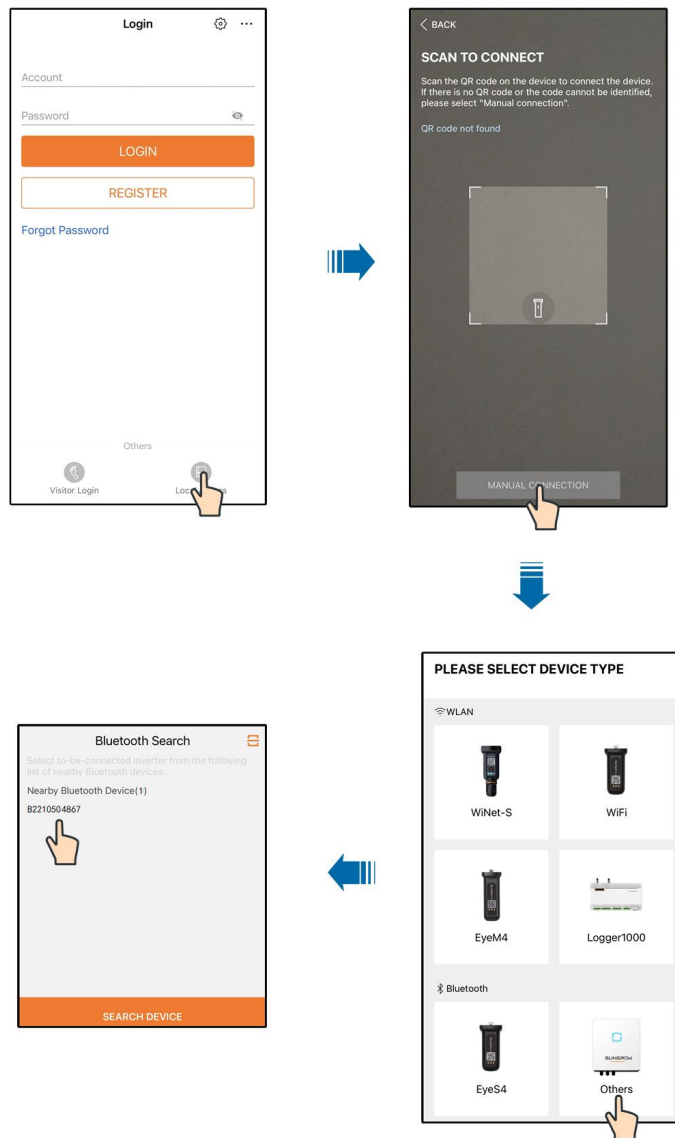 Login
Account
Password
LOGIN
REGISTER
Forgot Password
Others
Visitor Login
BACK
SCAN TO CONNECT
Scan the QR code on the device to connect the device.
If there is no QR code or the code cannot be identified,
please select "Manual connection".
QR code not found
MANUAL CONNECTION
PLEASE SELECT DEVICE TYPE
WLAN
WiNet-S
WiFi
EyeM4
Logger1000
Bluetooth
EyeS4
SUNGROW
Others
Bluetooth Search
Select to-be-connected inverter from the following
list of nearby Bluetooth devices.
Nearby Bluetooth Device(1)
B2210504867
SEARCH DEVICE